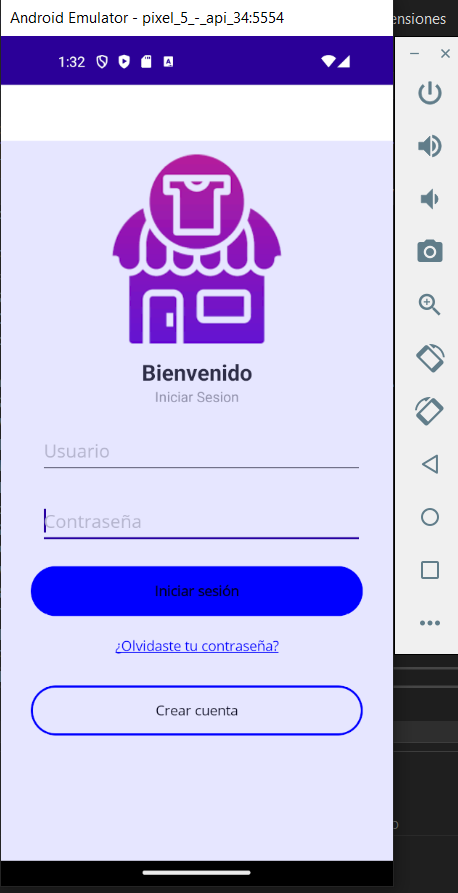 Android Emulator - pixel_5_-_api_34:5554
ensiones
1:32
Bienvenido
Iniciar Sesion
Usuario
Contraseña
Iniciar sesión
¿Olvidaste tu contraseña?
Crear cuenta
o